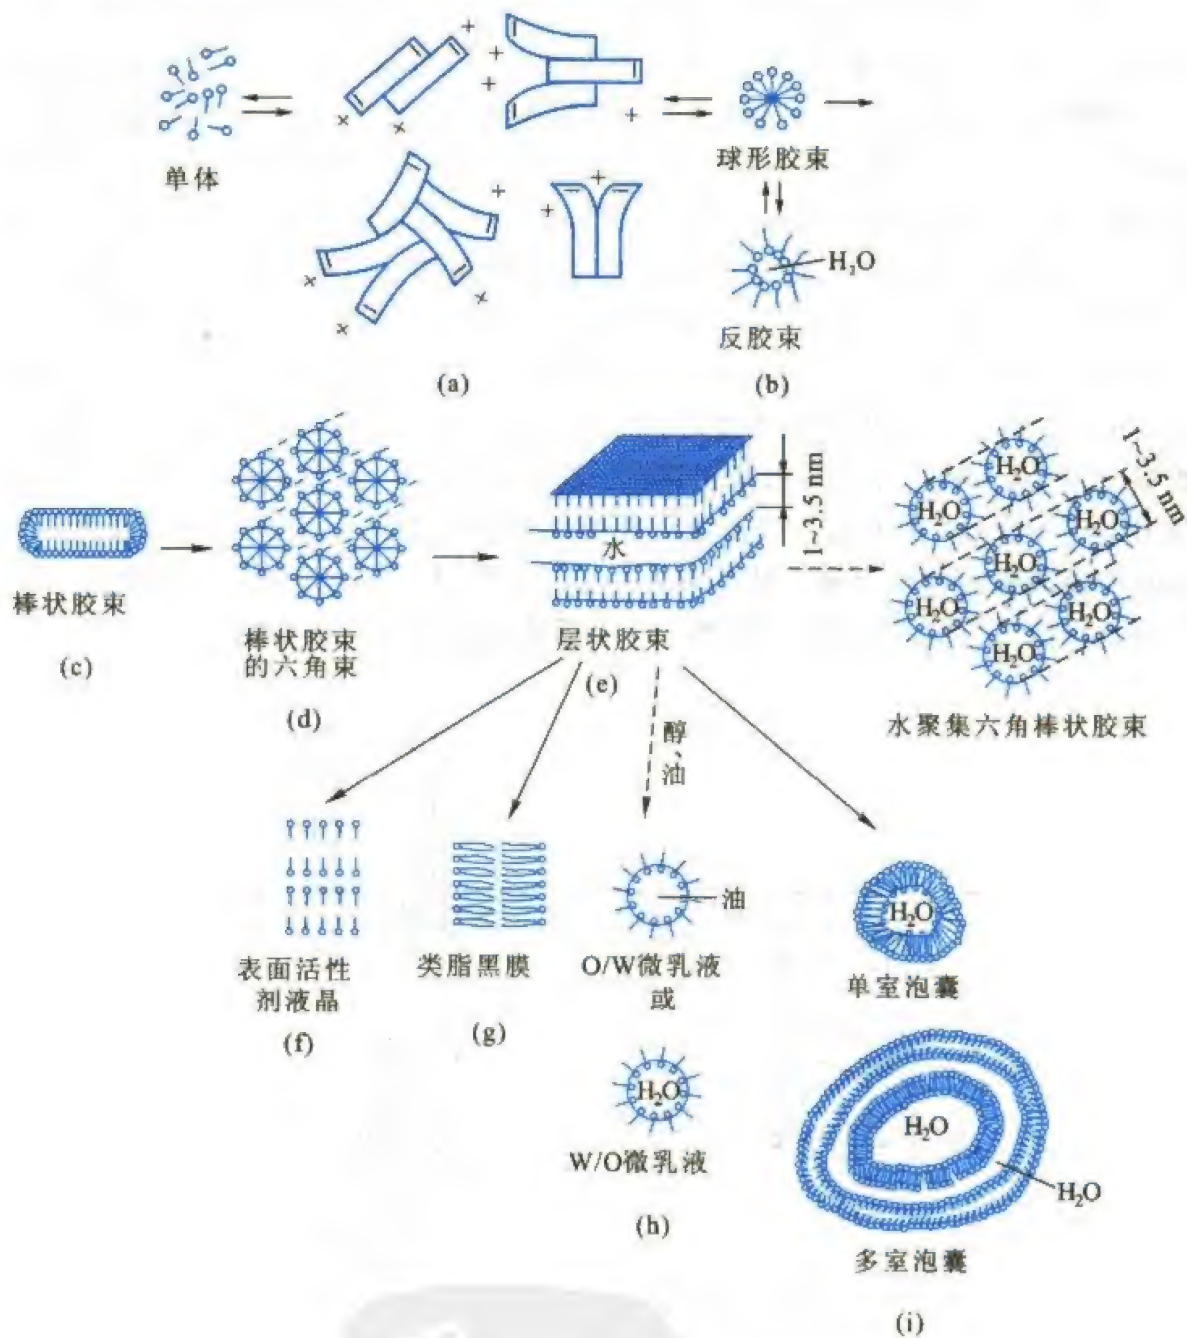 单体
球形胶束
H₂O
反胶束
(a)
(b)
棒状胶束
(c)
棒状胶束
的六角束
(d)
水
1~3.5 nm
层状胶束
(e)
H₂O
H₂O
H₂O
H₂O
H₂O
H₂O
H₂O
1~3.5 nm
水聚集六角棒状胶束
醇、油
表面活性
剂液晶
(f)
类脂黑膜
(g)
油
O/W微乳液
或
H₂O
W/O微乳液
(h)
H₂O
单室泡囊
H₂O
H₂O
多室泡囊
(i)